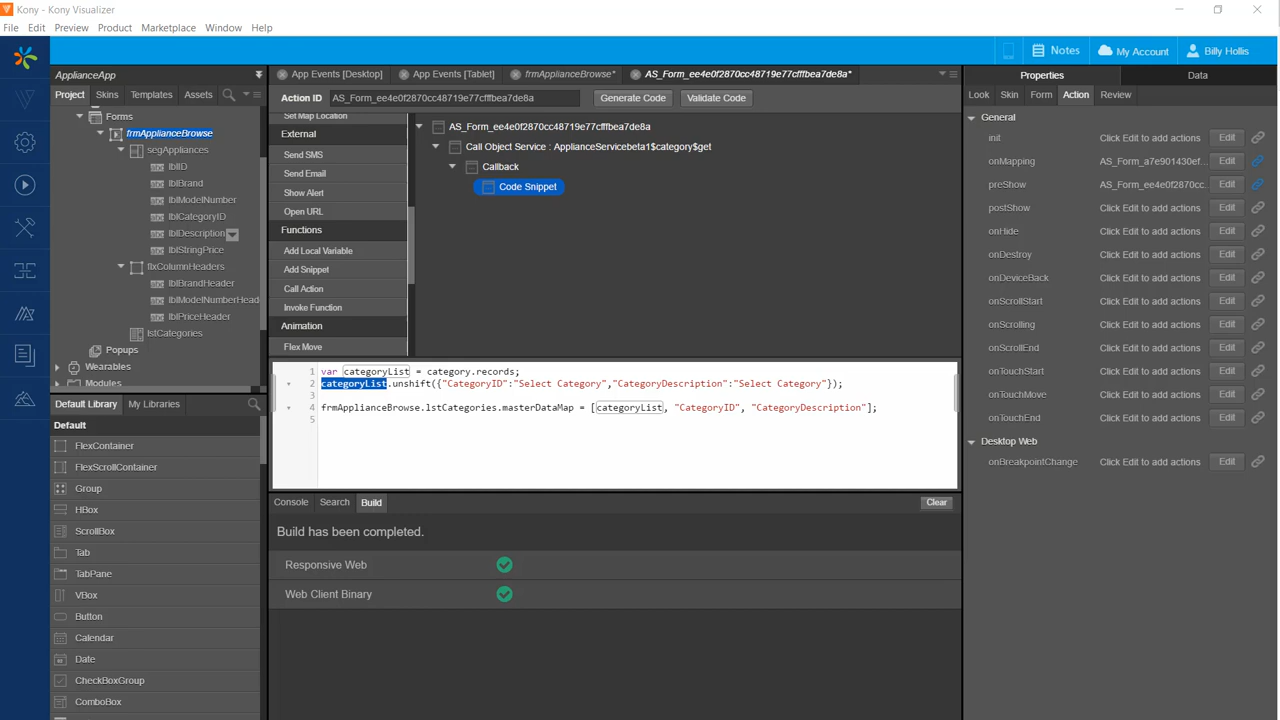 Kony - Kony Visualizer
File Edit Preview Product Marketplace Window Help
Notes My Account Billy Hollis
ApplianceApp
Project Skins Templates Assets
Forms
frmApplianceBrowse
segAppliances
lblID
lblBrand
lblModelNumber
lblCategoryID
lblDescription
lblStringPrice
flxColumnHeaders
lblBrandHeader
lblModelNumberHead
lblPriceHeader
lstCategories
Popups
Wearables
Modules
Default Library My Libraries
Default
FlexContainer
FlexScrollContainer
Group
HBox
ScrollBox
Tab
TabPane
VBox
Button
Calendar
Date
CheckBoxGroup
ComboBox
App Events [Desktop] App Events [Tablet] frmApplianceBrowse* AS_Form_ee4e0f2870cc48719e77cfffbea7de8a*
Action ID AS_Form_ee4e0f2870cc48719e77cfffbea7de8a Generate Code Validate Code
Set Map Location
External
Send SMS
Send Email
Show Alert
Open URL
Functions
Add Local Variable
Add Snippet
Call Action
Invoke Function
Animation
Flex Move
AS_Form_ee4e0f2870cc48719e77cfffbea7de8a
Call Object Service : ApplianceServicebeta1$category$get
Callback
Code Snippet
1 var categoryList = category.records;
2 categoryList.unshift({"CategoryID":"Select Category","CategoryDescription":"Select Category"});
3
4 frmApplianceBrowse.lstCategories.masterDataMap = [categoryList, "CategoryID", "CategoryDescription"];
5
Console Search Build Clear
Build has been completed.
Responsive Web
Web Client Binary
Properties Data
Look Skin Form Action Review
General
init Click Edit to add actions Edit
onMapping AS_Form_a7e901430ef... Edit
preShow AS_Form_ee4e0f2870cc... Edit
postShow Click Edit to add actions Edit
onHide Click Edit to add actions Edit
onDestroy Click Edit to add actions Edit
onDeviceBack Click Edit to add actions Edit
onScrollStart Click Edit to add actions Edit
onScrolling Click Edit to add actions Edit
onScrollEnd Click Edit to add actions Edit
onTouchStart Click Edit to add actions Edit
onTouchMove Click Edit to add actions Edit
onTouchEnd Click Edit to add actions Edit
Desktop Web
onBreakpointChange Click Edit to add actions Edit